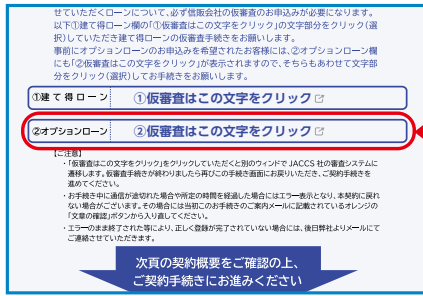 せていただくローンについて、必ず信販会社の仮審査のお申込みが必要になります。
以下①建て得ローン欄の「①仮審査はこの文字をクリック」の文字部分をクリック（選
択）していただき建て得ローンの仮審査手続きをお願いします。
事前にオプションローンのお申込みを希望されたお客様には、②オプションローン欄
にも「②仮審査はこの文字をクリック」が表示されますので、そちらもあわせて文字部
分をクリック（選択）してお手続きをお願いします。
①建て得ローン ①仮審査はこの文字をクリック
②オプションローン ②仮審査はこの文字をクリック
【ご注意】
・「仮審査はこの文字をクリック」をクリックしていただくと別のウィンドで JACCS 社の審査システムに
遷移します。仮審査手続きが終わりましたら再びこの手続き画面にお戻りいただき、ご契約手続きを
進めてください。
・お手続き中に通信が途切れた場合や所定の時間を経過した場合にはエラー表示となり、本契約に戻れ
ない場合がございます。その場合には当初このお手続きのご案内メールに記載されているオレンジの
「文章の確認」ボタンから入り直してください。
・エラーのまま終了された等により、正しく登録が完了されていない場合には、後日弊社よりメールにて
ご連絡させていただきます。
次頁の契約概要をご確認の上、
ご契約手続きにお進みください